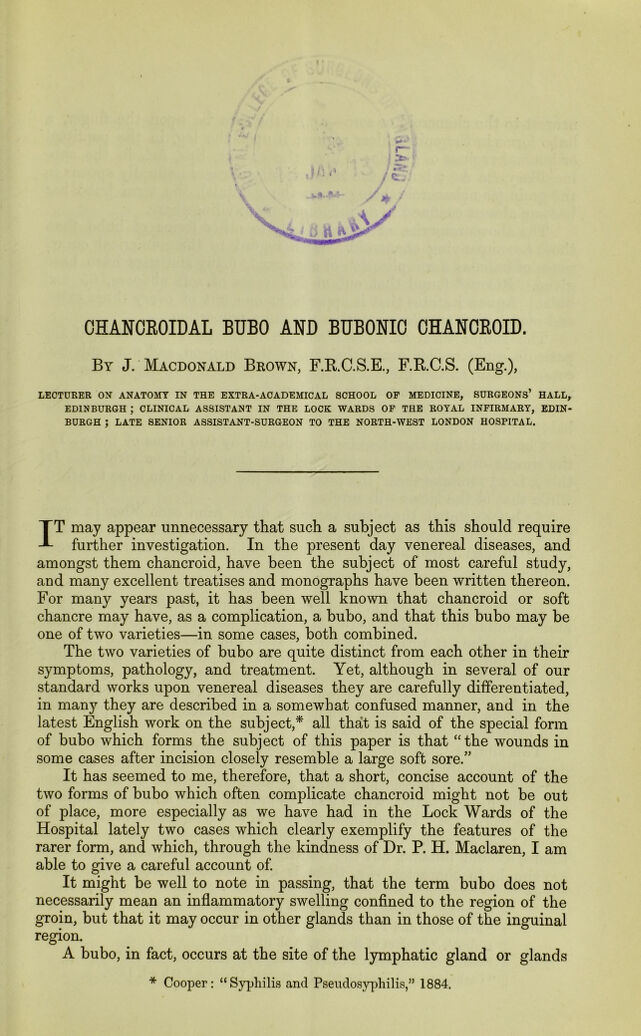 ROYAL COLLEGE OF SURGEONS OF ENGLAND
LIBRARY
CHANCROIDAL BUBO AND BUBONIC CHANCROID.
By J. Macdonald Brown, F.R.C.S.E., F.R.C.S. (Eng.),
LECTURER ON ANATOMY IN THE EXTRA-ACADEMICAL SCHOOL OF MEDICINE, SURGEONS' HALL,
EDINBURGH ; CLINICAL ASSISTANT IN THE LOCK WARDS OF THE ROYAL INFIRMARY, EDIN-
BURGH ; LATE SENIOR ASSISTANT-SURGEON TO THE NORTH-WEST LONDON HOSPITAL.
IT may appear unnecessary that such a subject as this should require
further investigation. In the present day venereal diseases, and
amongst them chancroid, have been the subject of most careful study,
and many excellent treatises and monographs have been written thereon.
For many years past, it has been well known that chancroid or soft
chancre may have, as a complication, a bubo, and that this bubo may be
one of two varieties—in some cases, both combined.
The two varieties of bubo are quite distinct from each other in their
symptoms, pathology, and treatment. Yet, although in several of our
standard works upon venereal diseases they are carefully differentiated,
in many they are described in a somewhat confused manner, and in the
latest English work on the subject,* all that is said of the special form
of bubo which forms the subject of this paper is that “the wounds in
some cases after incision closely resemble a large soft sore.”
It has seemed to me, therefore, that a short, concise account of the
two forms of bubo which often complicate chancroid might not be out
of place, more especially as we have had in the Lock Wards of the
Hospital lately two cases which clearly exemplify the features of the
rarer form, and which, through the kindness of Dr. P. H. Maclaren, I am
able to give a careful account of.
It might be well to note in passing, that the term bubo does not
necessarily mean an inflammatory swelling confined to the region of the
groin, but that it may occur in other glands than in those of the inguinal
region.
A bubo, in fact, occurs at the site of the lymphatic gland or glands
* Cooper: “Syphilis and Pseudosyphilis,” 1884.